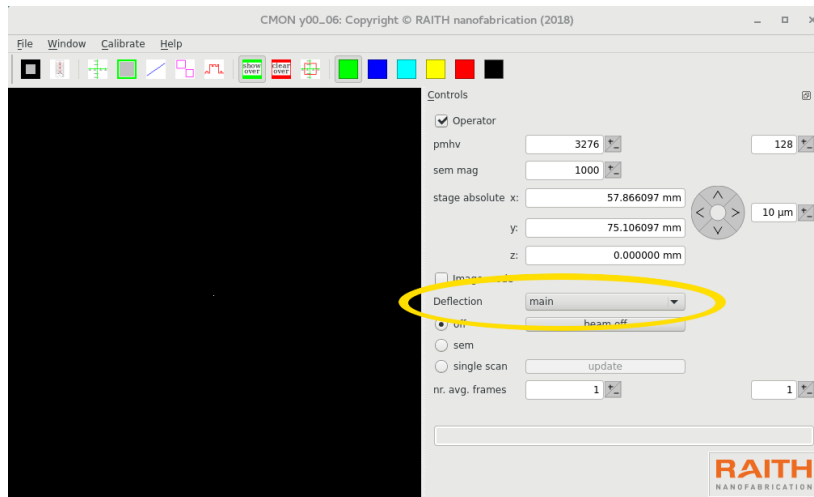 CMON y00_06: Copyright © RAITH nanofabrication (2018)
File Window Calibrate Help
show over clear over
Controls
Operator
pmhv 3276 128
sem mag 1000
stage absolute x: 57.866097 mm
10 µm
y: 75.106097 mm
z: 0.000000 mm
Deflection main
off beam off
sem
single scan update
nr. avg. frames 1 1
RAITH
NANOFABRICATION